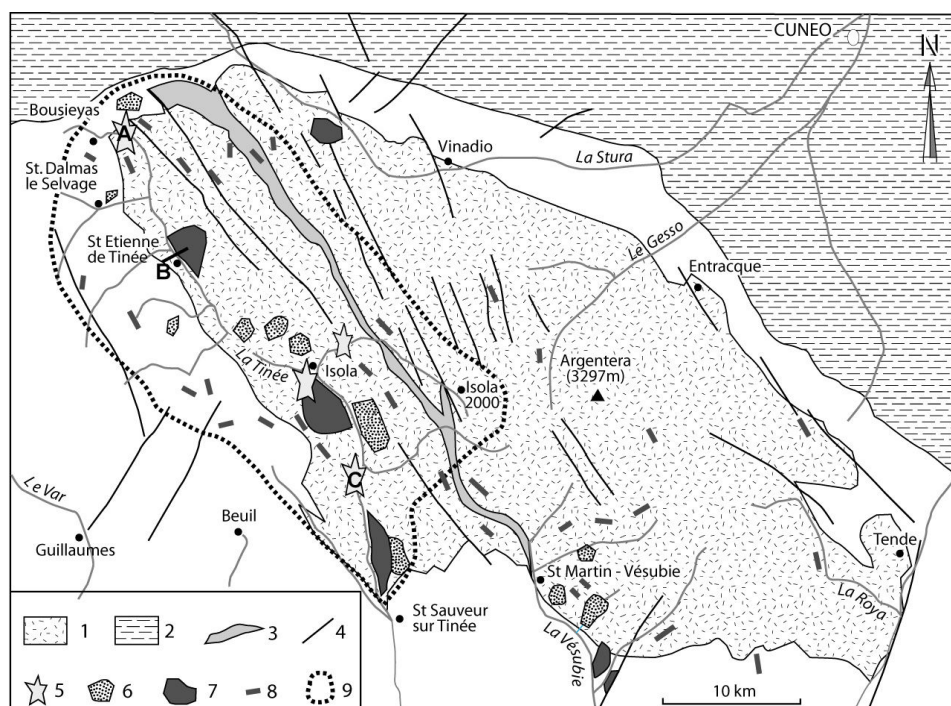 CUNEO
N
Bousieyas
A
St. Dalmas
le Selvage
Vinadio
La Stura
Le Gesso
St Etienne
de Tinée
B
Entracque
La Tinée
Isola
Isola
2000
Argentera
(3297m)
C
Le Var
Guillaumes
Beuil
St Martin - Vésubie
Tende
La Roya
St Sauveur
sur Tinée
La Vésubie
1
2
3
4
5
6
7
8
9
10 km